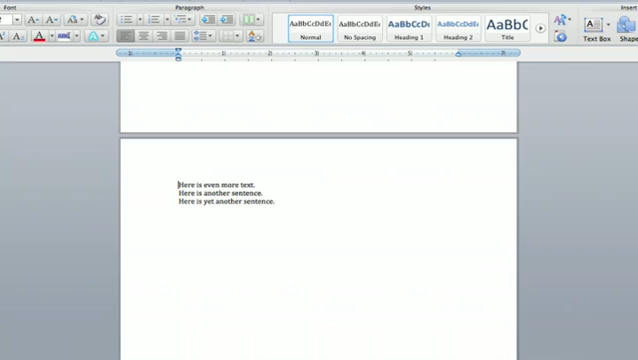 Font
Paragraph
Styles
Insert
AaBbCcDdEe
AaBbCcDdEe
AaBbCcDc
AaBbCcDdEe
AaBbC
Normal
No Spacing
Heading 1
Heading 2
Title
Text Box
Shape
Here is even more text.
Here is another sentence.
Here is yet another sentence.